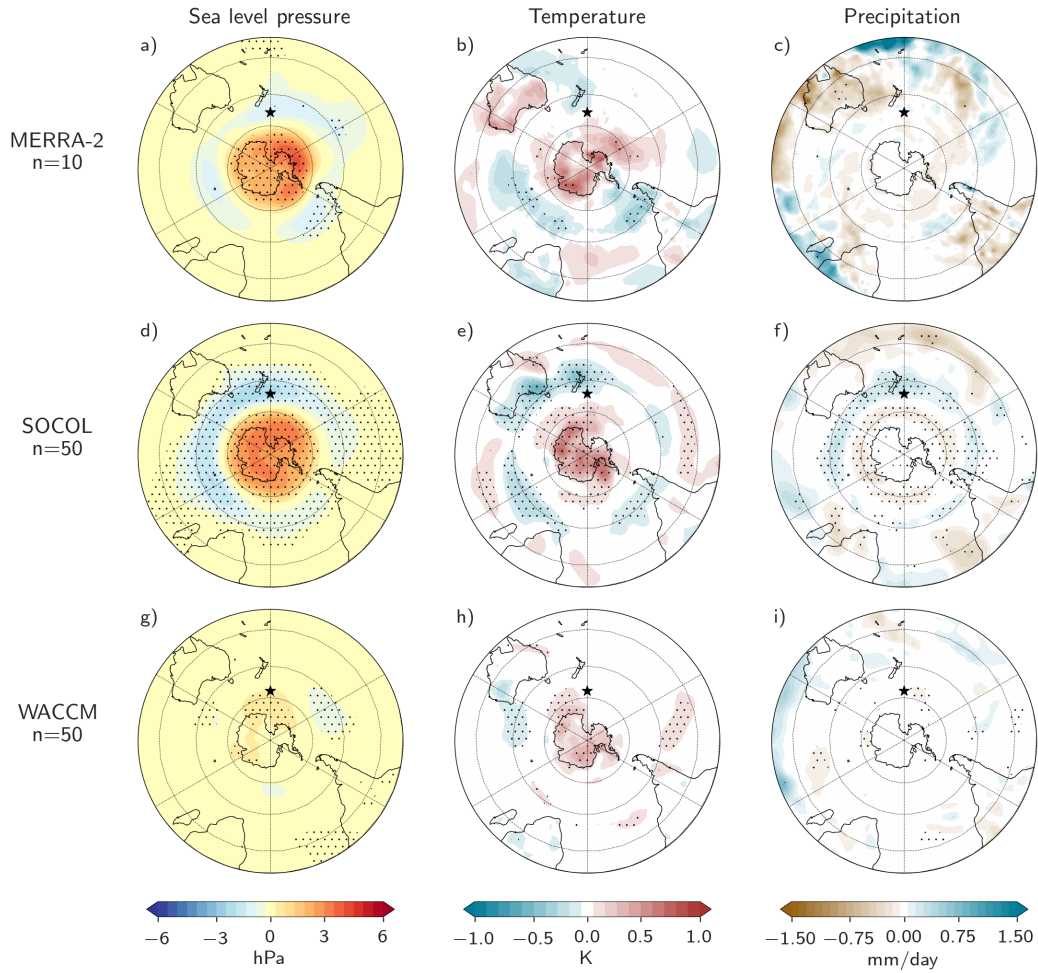 Sea level pressure Temperature Precipitation
a) b) c)
MERRA-2
n=10
d) e) f)
SOCOL
n=50
g) h) i)
WACCM
n=50
−6 −3 0 3 6 −1.0 −0.5 0.0 0.5 1.0 −1.50 −0.75 0.00 0.75 1.50
hPa K mm/day